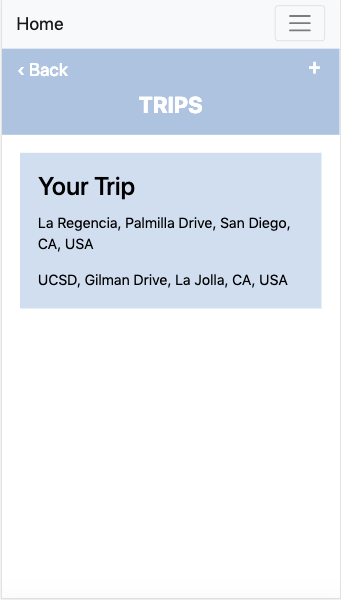 Home
‹ Back
+
TRIPS
Your Trip
La Regencia, Palmilla Drive, San Diego,
CA, USA
UCSD, Gilman Drive, La Jolla, CA, USA